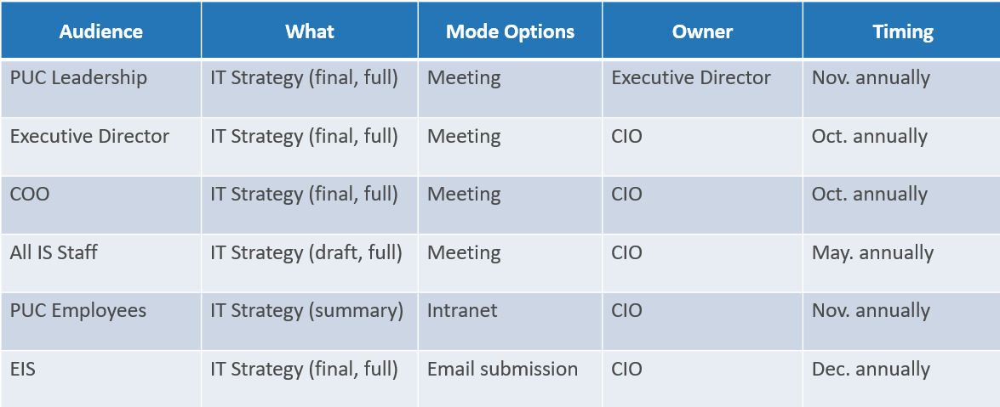 Audience What Mode Options Owner Timing
PUC Leadership IT Strategy (final, full) Meeting Executive Director Nov. annually
Executive Director IT Strategy (final, full) Meeting CIO Oct. annually
COO IT Strategy (final, full) Meeting CIO Oct. annually
All IS Staff IT Strategy (draft, full) Meeting CIO May. annually
PUC Employees IT Strategy (summary) Intranet CIO Nov. annually
EIS IT Strategy (final, full) Email submission CIO Dec. annually